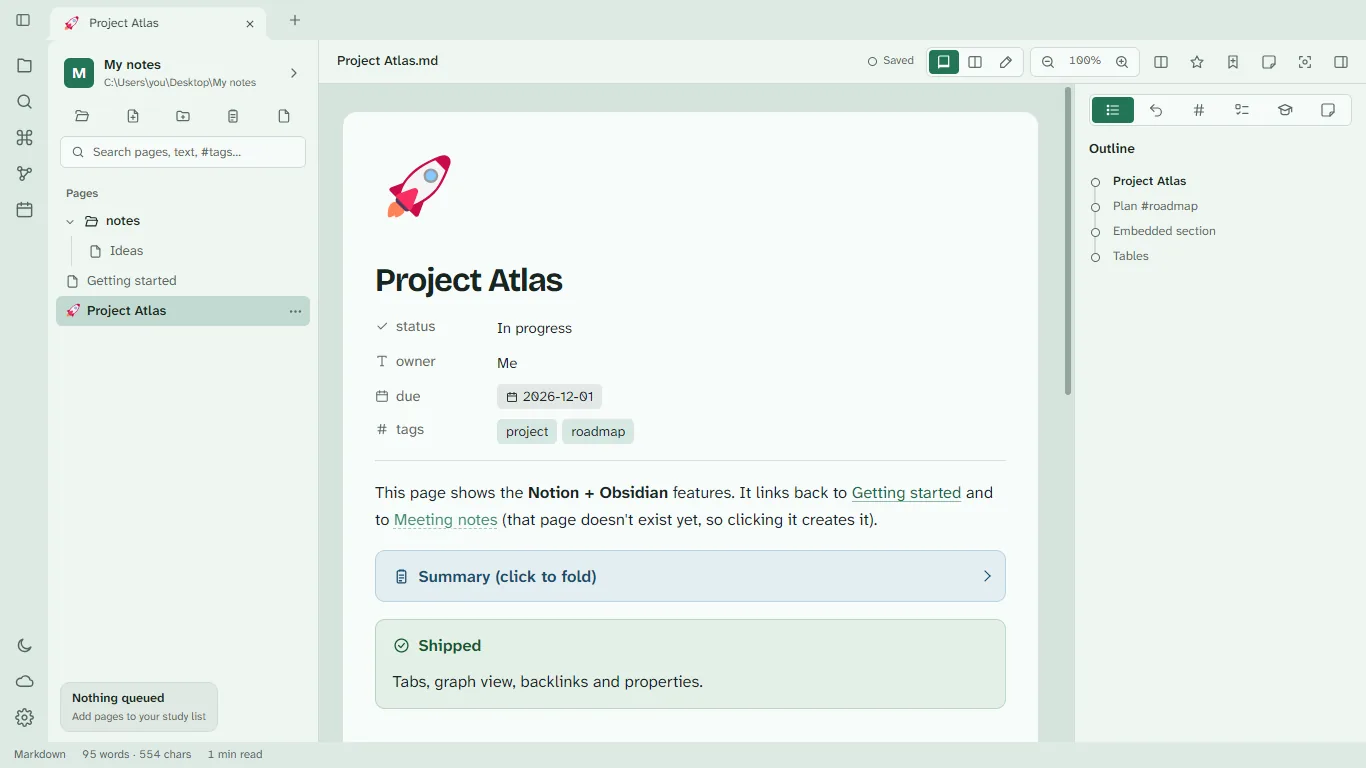 Project Atlas
M
My notes
C:\Users\you\Desktop\My notes
Search pages, text, #tags...
Pages
notes
Ideas
Getting started
Project Atlas
Nothing queued
Add pages to your study list
Project Atlas.md
Saved
100%
Project Atlas
status In progress
owner Me
due 2026-12-01
tags project roadmap
This page shows the Notion + Obsidian features. It links back to Getting started and
to Meeting notes (that page doesn't exist yet, so clicking it creates it).
Summary (click to fold)
Shipped
Tabs, graph view, backlinks and properties.
Outline
Project Atlas
Plan #roadmap
Embedded section
Tables
Markdown 95 words · 554 chars 1 min read